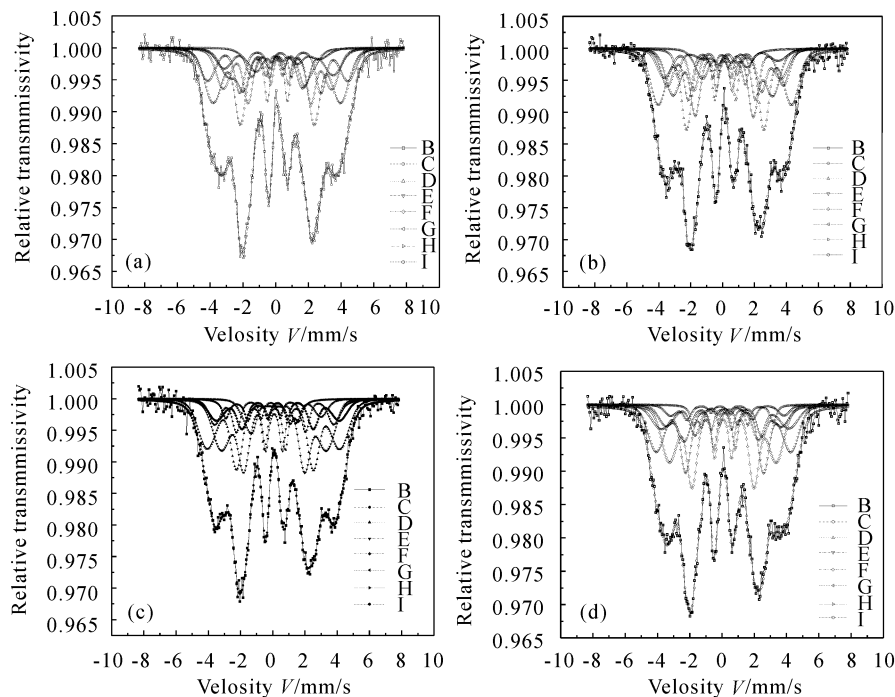 Relative transmmissivity
1.005
1.000
0.995
0.990
0.985
0.980
0.975
0.970
0.965
(a)
B
C
D
E
F
G
H
I
-10 -8 -6 -4 -2 0 2 4 6 8 10
Velosity V/mm/s
Relative transmmissivity
1.005
1.000
0.995
0.990
0.985
0.980
0.975
0.970
0.965
(b)
B
C
D
E
F
G
H
I
-10 -8 -6 -4 -2 0 2 4 6 8 10
Velosity V/mm/s
Relative transmmissivity
1.005
1.000
0.995
0.990
0.985
0.980
0.975
0.970
0.965
(c)
B
C
D
E
F
G
H
I
-10 -8 -6 -4 -2 0 2 4 6 8 10
Velosity V/mm/s
Relative transmmissivity
1.005
1.000
0.995
0.990
0.985
0.980
0.975
0.970
0.965
(d)
B
C
D
E
F
G
H
I
-10 -8 -6 -4 -2 0 2 4 6 8 10
Velosity V/mm/s